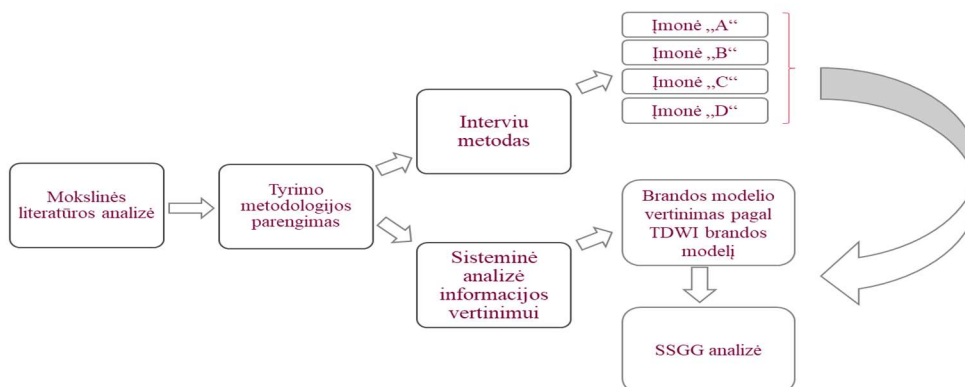 Mokslinės
literatūros analizė
Tyrimo
metodologijos
parengimas
Interviu
metodas
Įmonė „A“
Įmonė „B“
Įmonė „C“
Įmonė „D“
Sisteminė
analizė
informacijos
vertinimui
Brandos modelio
vertinimas pagal
TDWI brandos
modelį
SSGG analizė